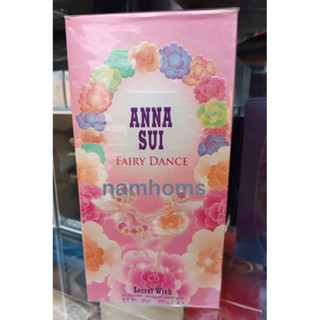 ANNA
SUI
FAIRY DANCE
namhoms
Secret Wish